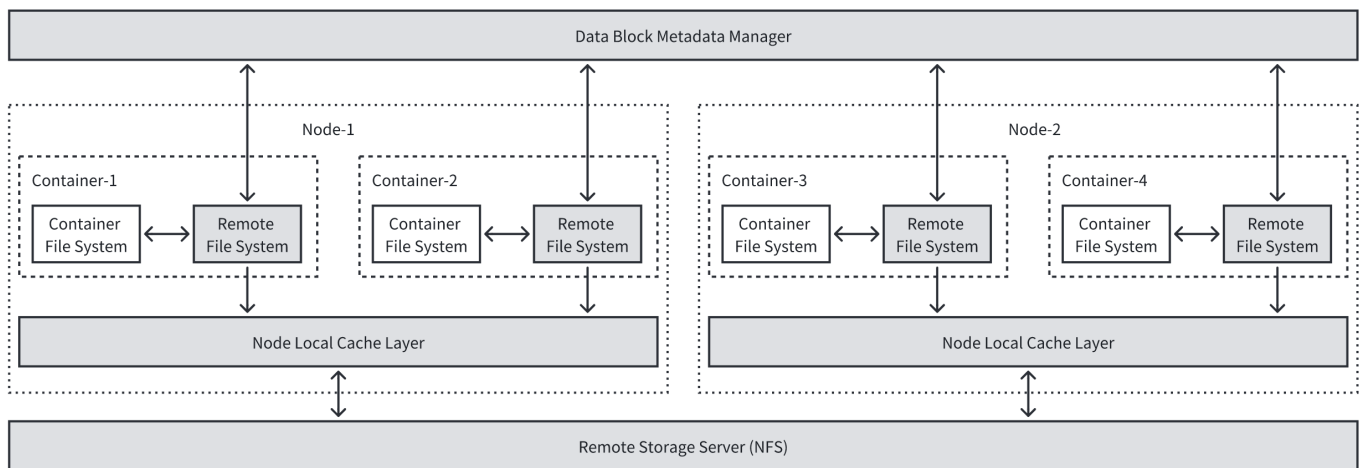 Data Block Metadata Manager
Node-1
Node-2
Container-1
Container-2
Container-3
Container-4
Container
File System
Remote
File System
Container
File System
Remote
File System
Container
File System
Remote
File System
Container
File System
Remote
File System
Node Local Cache Layer
Node Local Cache Layer
Remote Storage Server (NFS)